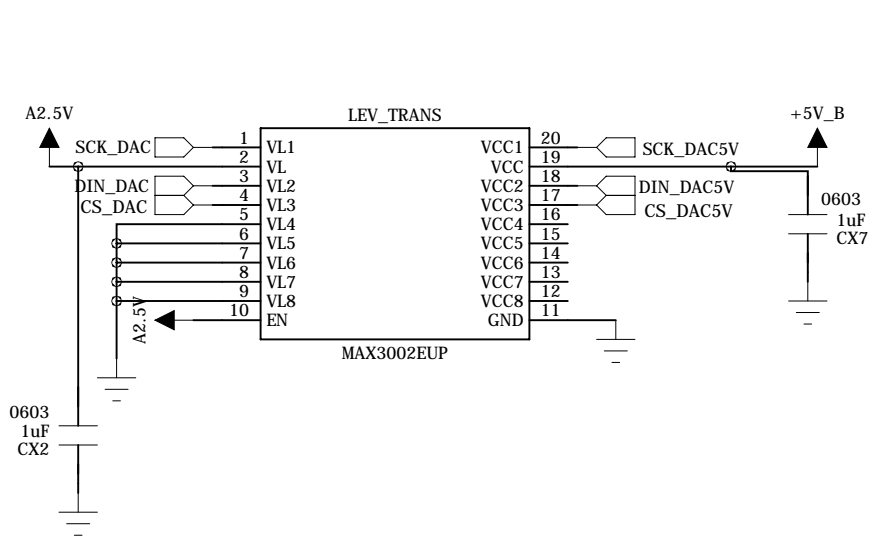 A2.5V
LEV_TRANS
+5V_B
SCK_DAC 1 VL1 VCC1 20 SCK_DAC5V
2 VL VCC 19
DIN_DAC 3 VL2 VCC2 18 DIN_DAC5V
CS_DAC 4 VL3 VCC3 17 CS_DAC5V
5 VL4 VCC4 16
6 VL5 VCC5 15
7 VL6 VCC6 14
8 VL7 VCC7 13
9 VL8 VCC8 12
A2.5V 10 EN GND 11
0603
1uF
CX7
MAX3002EUP
0603
1uF
CX2